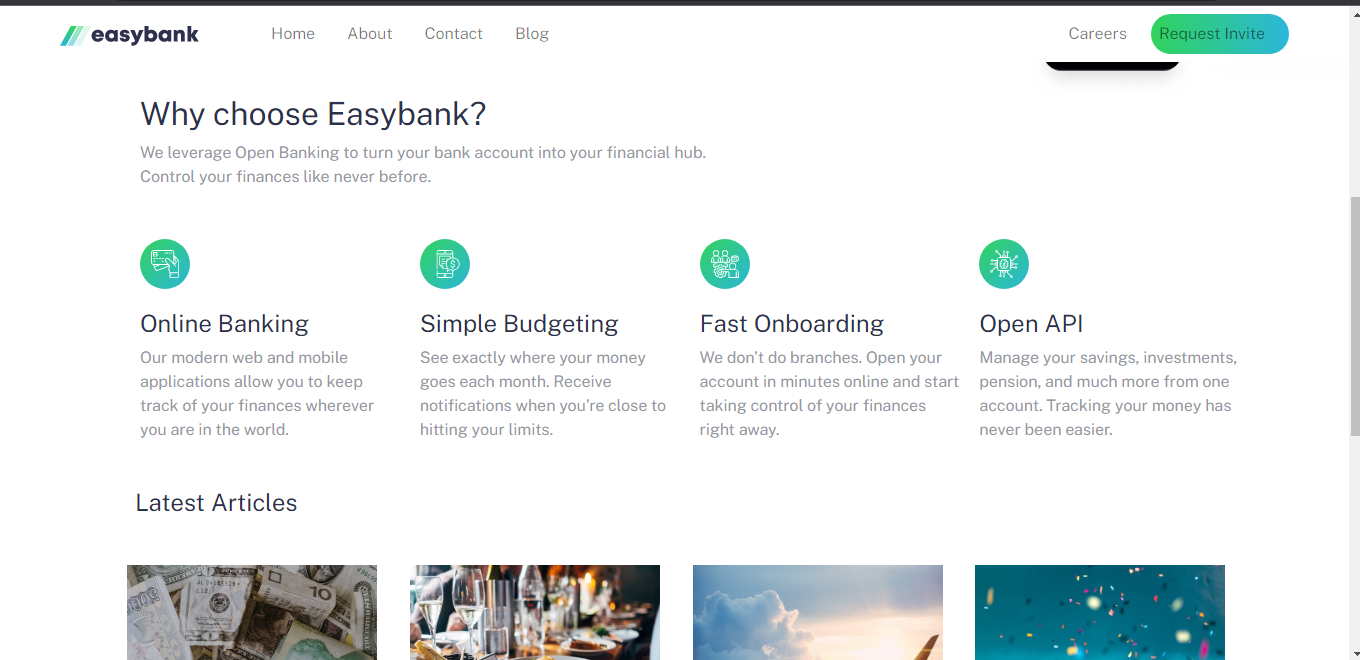 easybank Home About Contact Blog Careers Request Invite
Why choose Easybank?
We leverage Open Banking to turn your bank account into your financial hub.
Control your finances like never before.
Online Banking
Our modern web and mobile
applications allow you to keep
track of your finances wherever
you are in the world.
Simple Budgeting
See exactly where your money
goes each month. Receive
notifications when you’re close to
hitting your limits.
Fast Onboarding
We don’t do branches. Open your
account in minutes online and start
taking control of your finances
right away.
Open API
Manage your savings, investments,
pension, and much more from one
account. Tracking your money has
never been easier.
Latest Articles
10